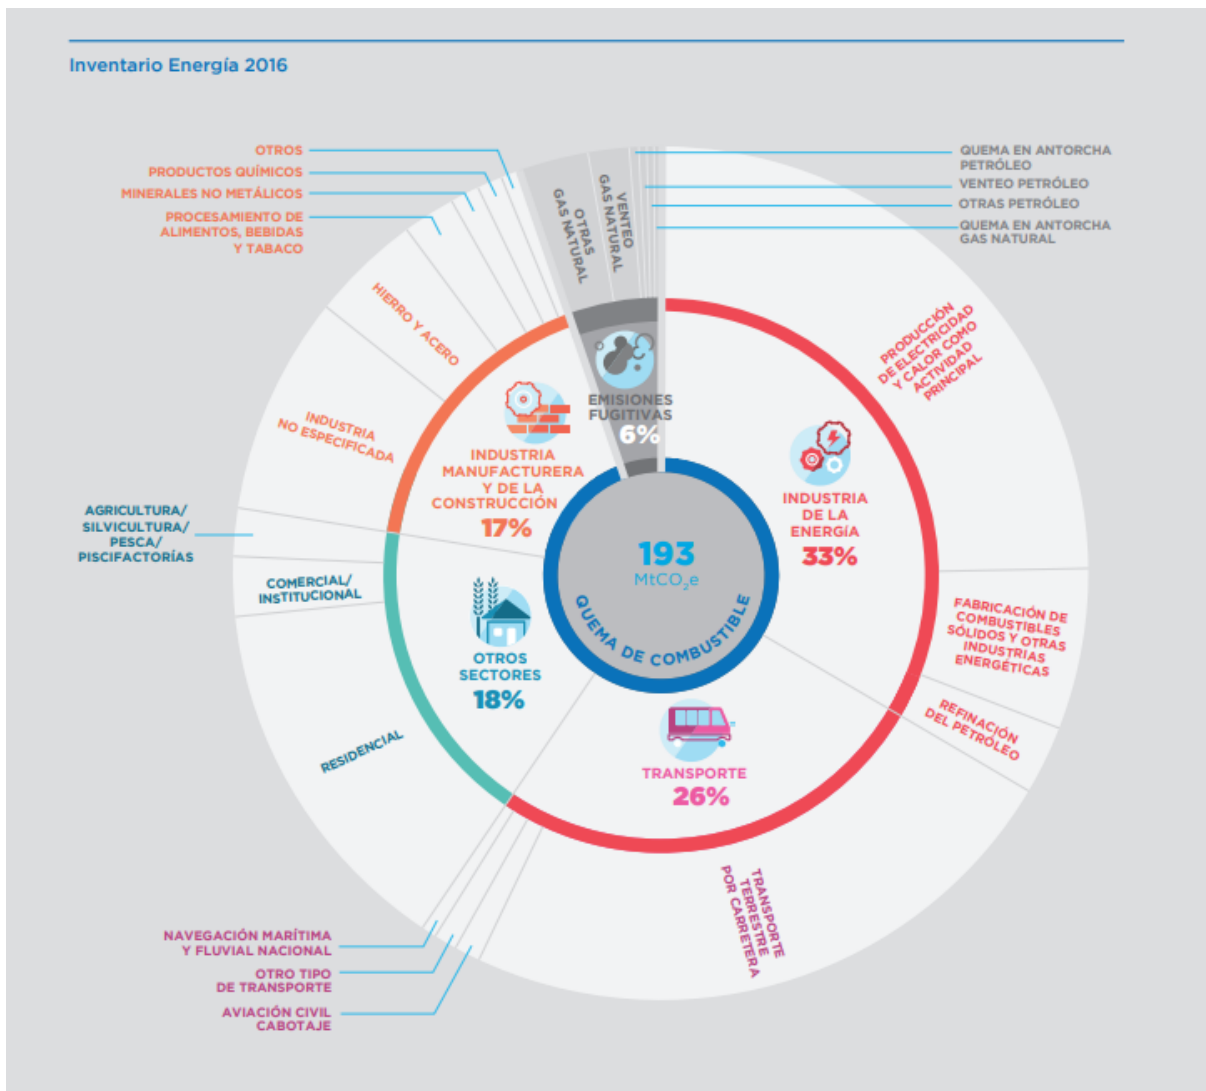 Inventario Energía 2016
OTROS
PRODUCTOS QUÍMICOS
MINERALES NO METÁLICOS
PROCESAMIENTO DE
ALIMENTOS, BEBIDAS
Y TABACO
HIERRO Y ACERO
INDUSTRIA
NO ESPECIFICADA
AGRICULTURA/
SILVICULTURA/
PESCA/
PISCIFACTORÍAS
COMERCIAL/
INSTITUCIONAL
RESIDENCIAL
NAVEGACIÓN MARÍTIMA
Y FLUVIAL NACIONAL
OTRO TIPO
DE TRANSPORTE
AVIACIÓN CIVIL
CABOTAJE
OTRAS
GAS NATURAL
VENTEO
GAS NATURAL
QUEMA EN ANTORCHA
PETRÓLEO
VENTEO PETRÓLEO
OTRAS PETRÓLEO
QUEMA EN ANTORCHA
GAS NATURAL
PRODUCCIÓN
DE ELECTRICIDAD
Y CALOR COMO
ACTIVIDAD
PRINCIPAL
FABRICACIÓN DE
COMBUSTIBLES
SÓLIDOS Y OTRAS
INDUSTRIAS
ENERGÉTICAS
REFINACIÓN
DEL PETRÓLEO
TRANSPORTE
TERRESTRE
POR CARRETERA
EMISIONES
FUGITIVAS
6%
INDUSTRIA
MANUFACTURERA
Y DE LA
CONSTRUCCIÓN
17%
INDUSTRIA
DE LA
ENERGÍA
33%
OTROS
SECTORES
18%
TRANSPORTE
26%
193
MtCO₂e
QUEMA DE COMBUSTIBLE